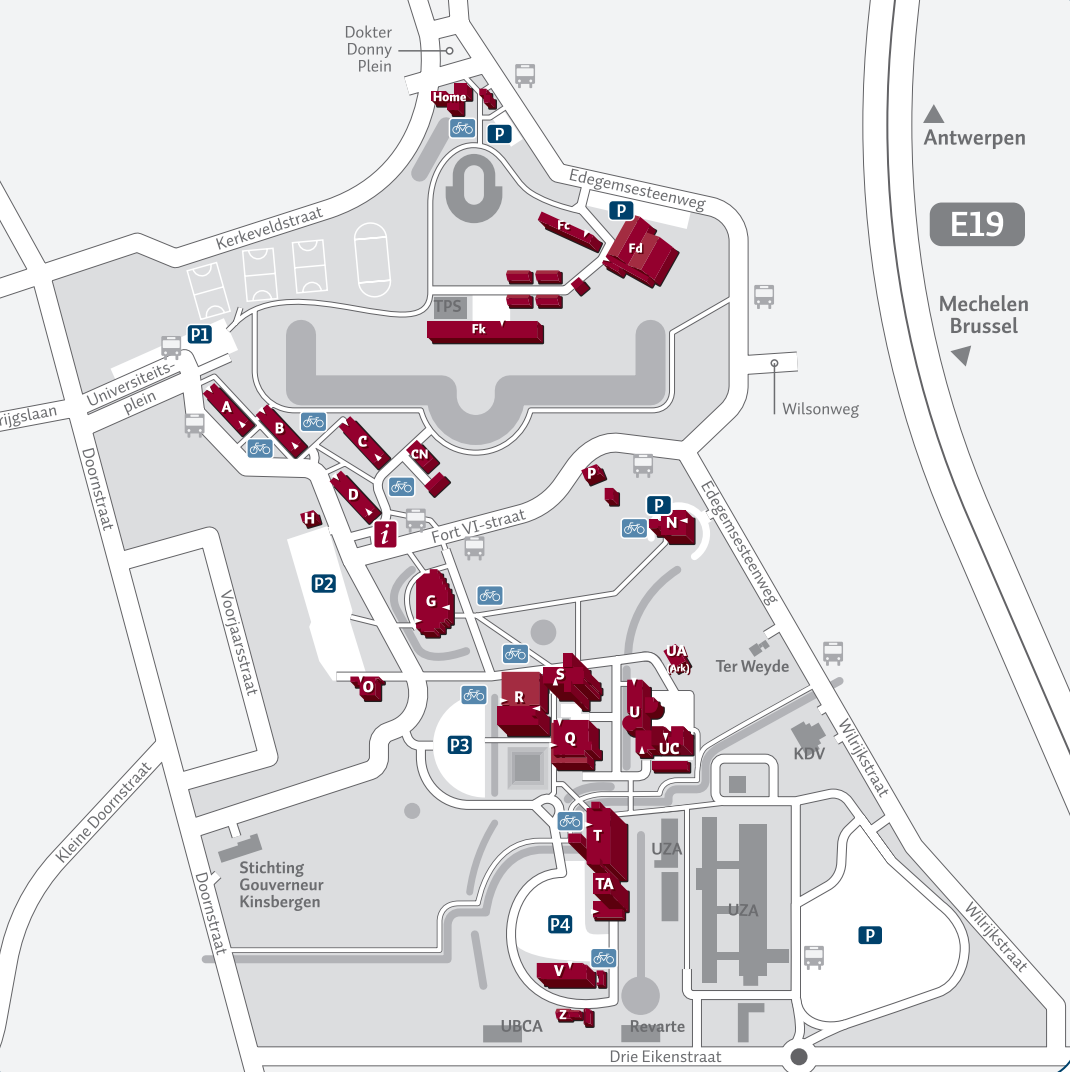 Dokter
Donny
Plein
Home
P
Antwerpen
E19
Mechelen
Brussel
Edegemsesteenweg
P
Kerkeveldstraat
Fc
Fd
TPS
Fk
P1
Universiteits-
plein
rijgslaan
Wilsonweg
A
B
C
CN
D
H
i
P
P
N
Fort VI-straat
Edegemsesteenweg
Doornstraat
P2
G
Voorjaarsstraat
UA
(Ark)
Ter Weyde
O
S
R
U
Q
UC
P3
KDV
Wilrijkstraat
Kleine Doornstraat
T
UZA
TA
UZA
Stichting
Gouverneur
Kinsbergen
Doornstraat
P4
P
Wilrijkstraat
V
Z
UBCA
Revarte
Drie Eikenstraat